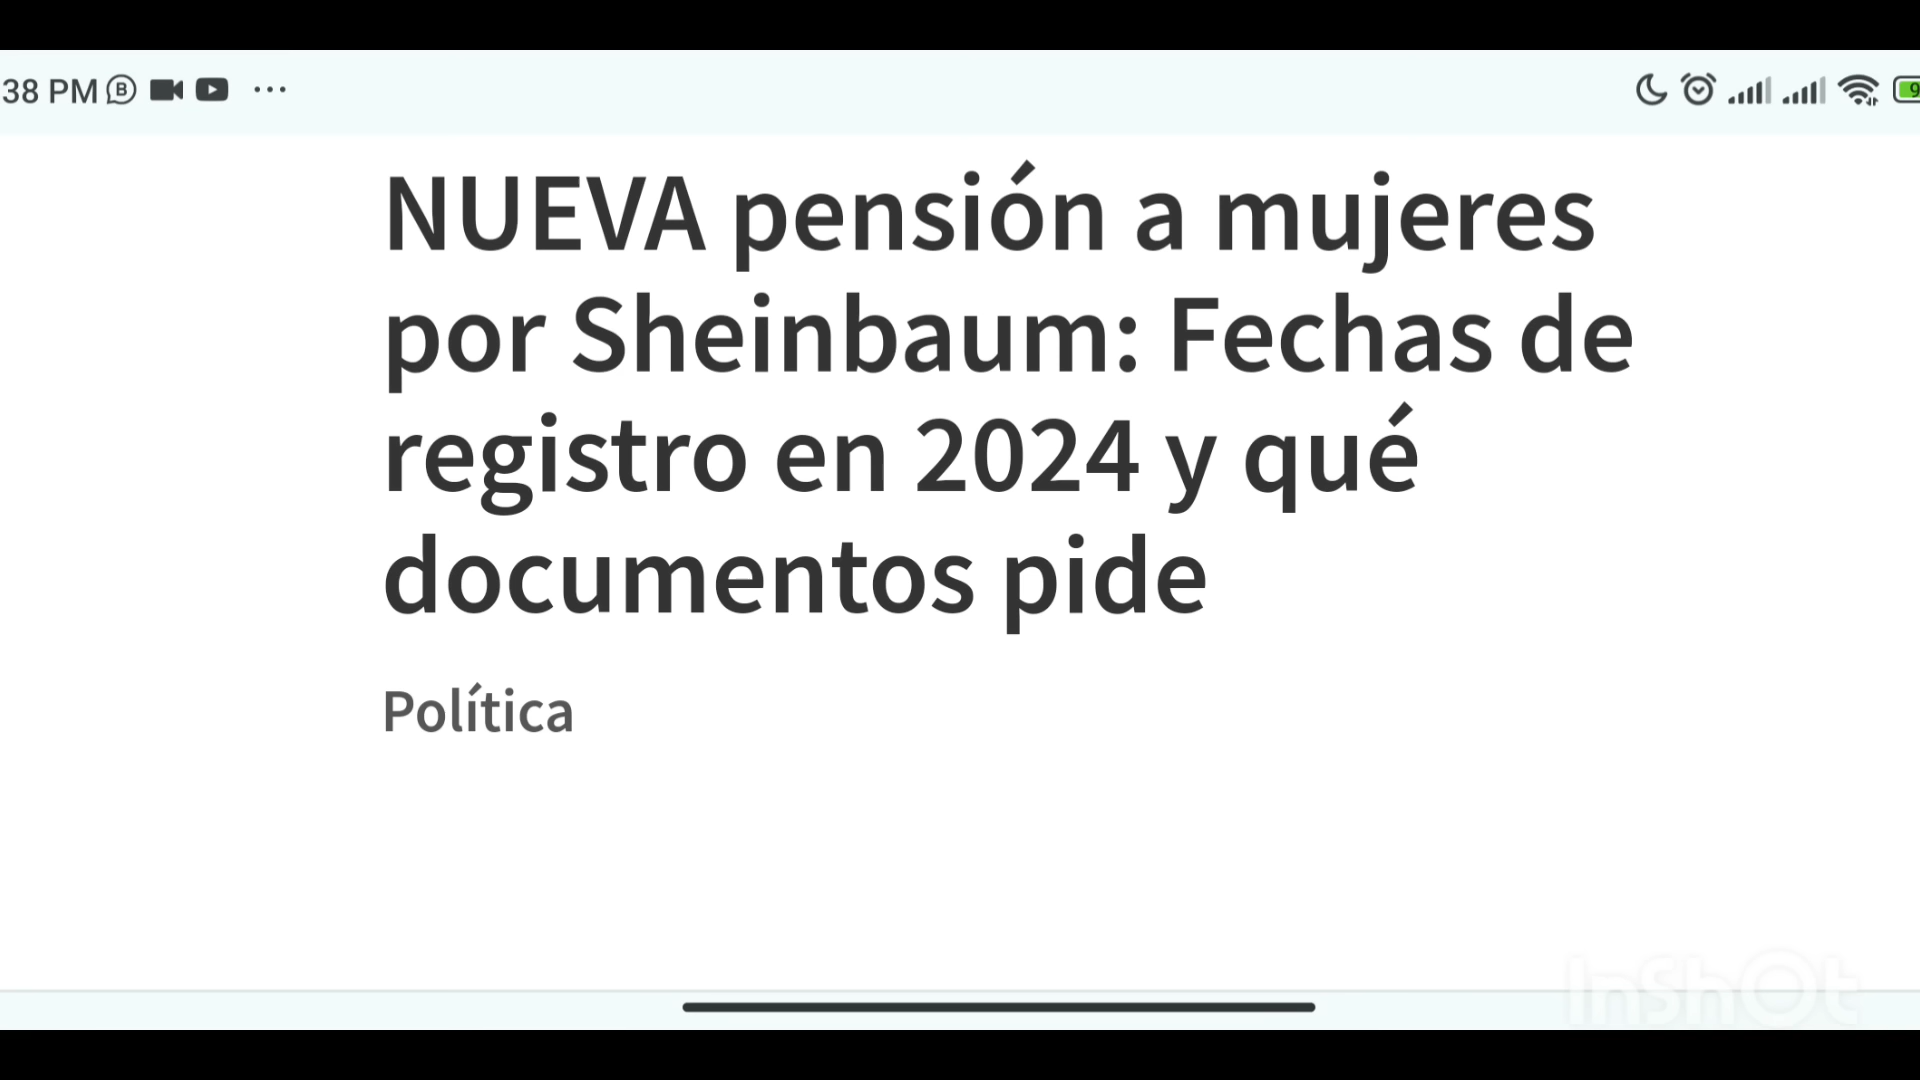 38 PM
NUEVA pensión a mujeres
por Sheinbaum: Fechas de
registro en 2024 y qué
documentos pide
Política
InShOt